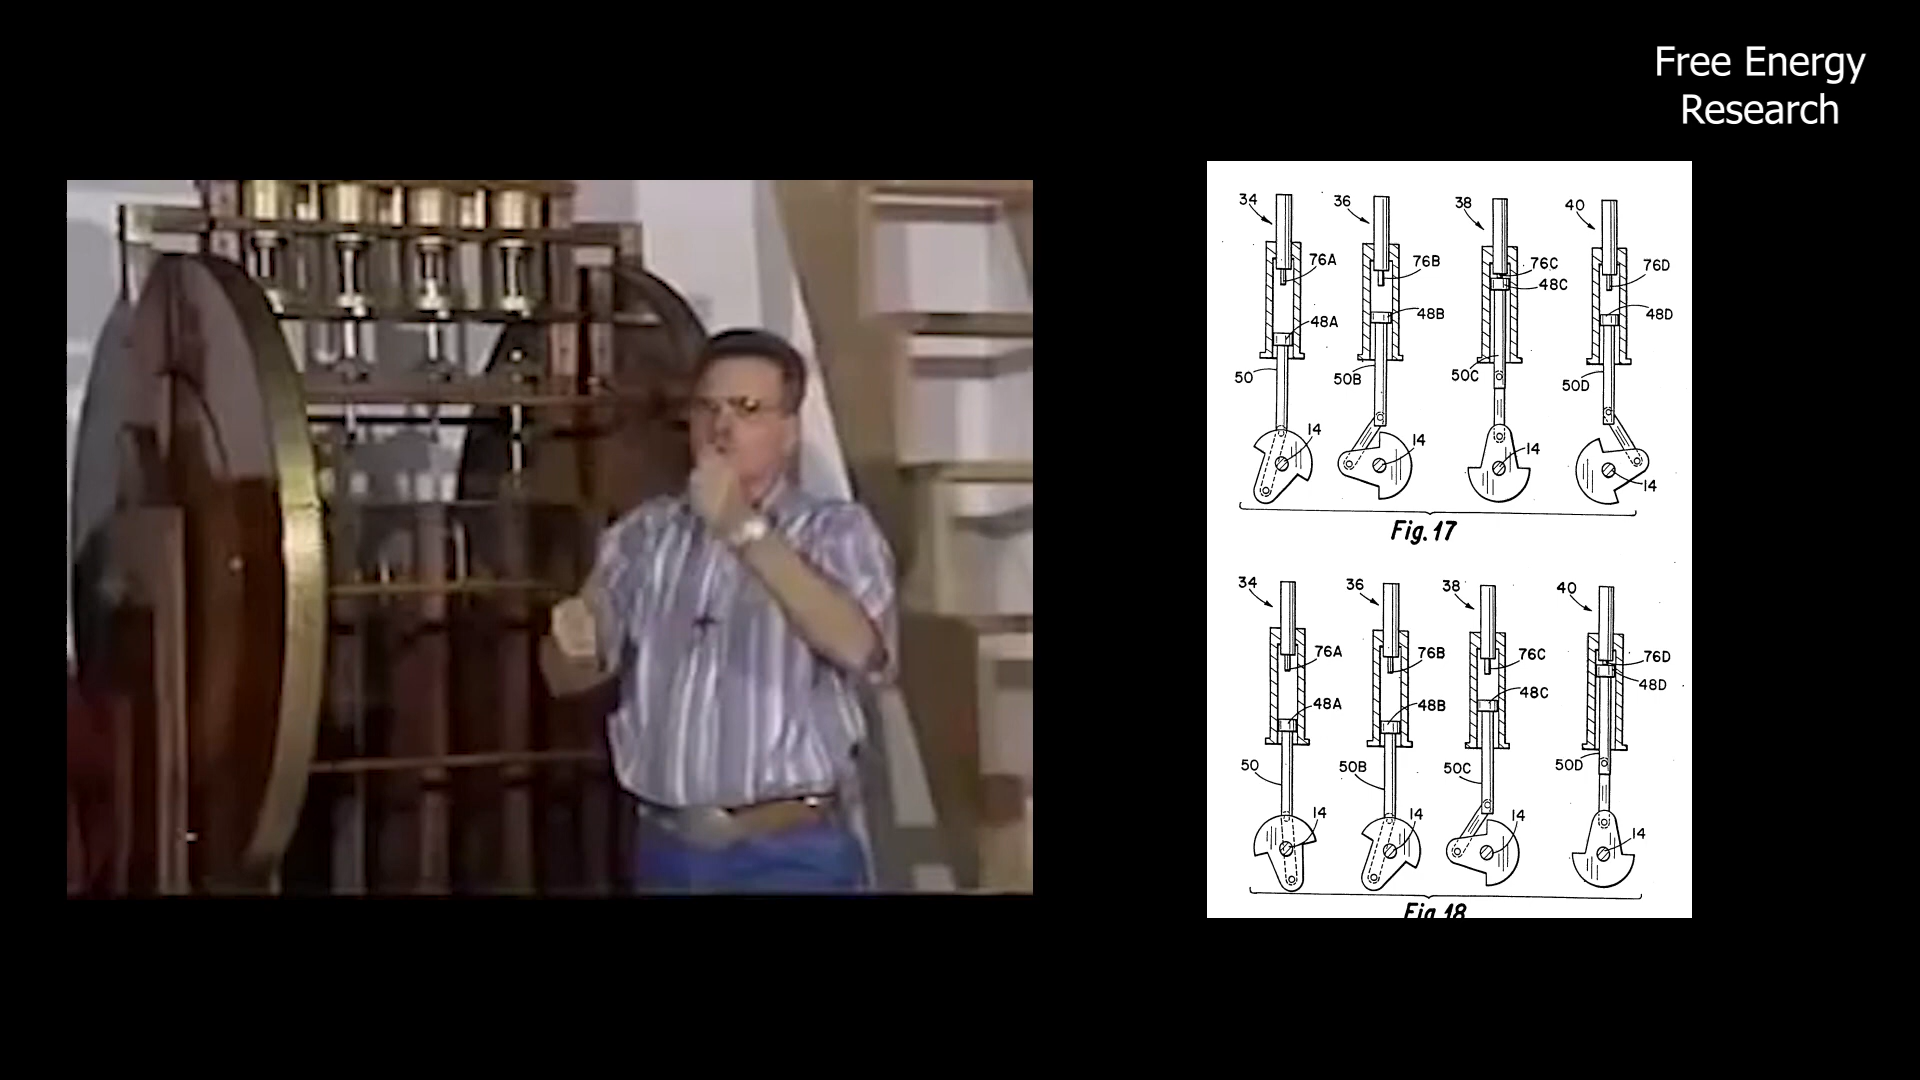 Free Energy
Research
34 36 38 40
76A 76B 76C 76D
48A 48B 48C 48D
50 50B 50C 50D
14 14 14 14
Fig. 17
34 36 38 40
76A 76B 76C 76D
48A 48B 48C 48D
50 50B 50C 50D
14 14 14 14
Fig. 18